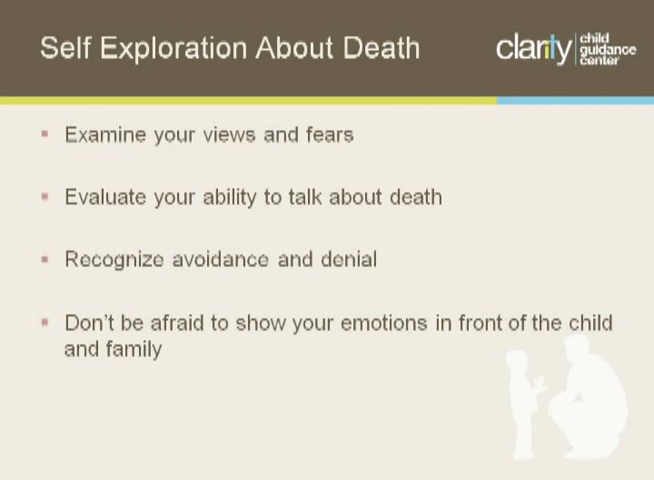 Self Exploration About Death
clarity child
guidance
center
Examine your views and fears
Evaluate your ability to talk about death
Recognize avoidance and denial
Don't be afraid to show your emotions in front of the child
and family